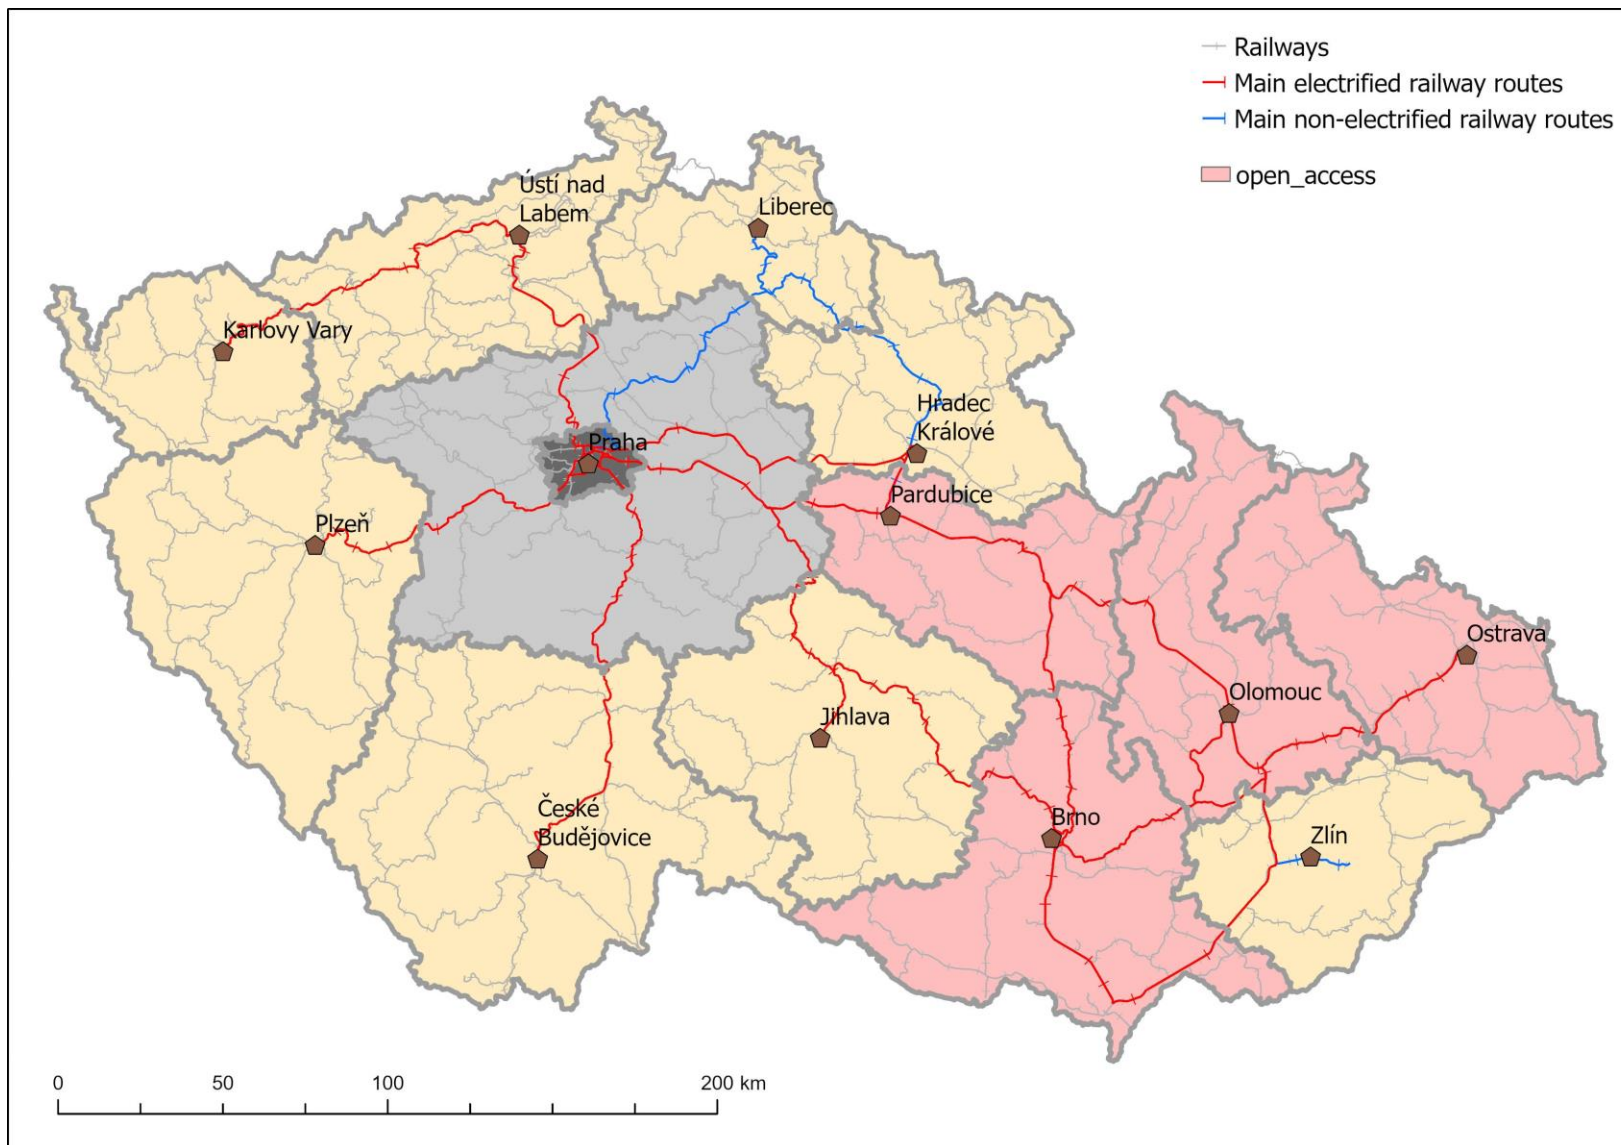 Railways
Main electrified railway routes
Main non-electrified railway routes
open_access
Ústí nad
Labem
Liberec
Karlovy Vary
Hradec
Králové
Praha
Pardubice
Plzeň
Ostrava
Olomouc
Jihlava
České
Budějovice
Brno
Zlín
0 50 100 200 km